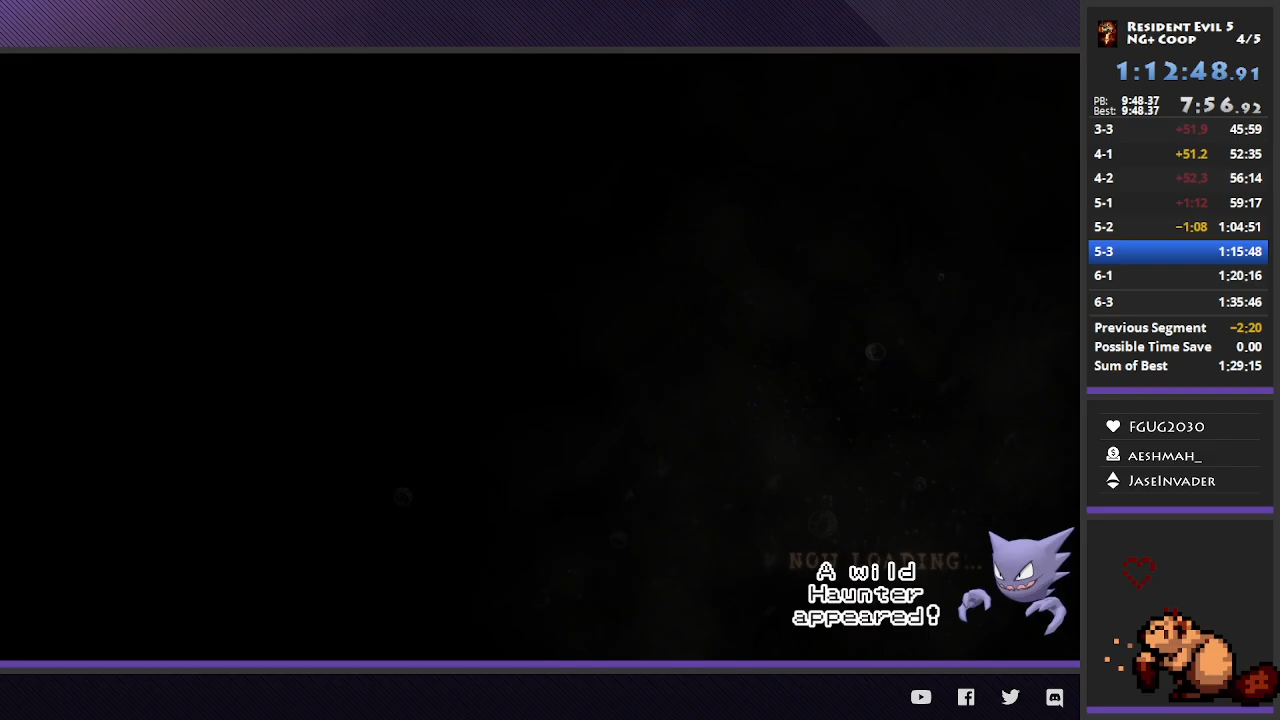 Resident Evil 5
NG+ Coop 4/5
1:12:48.91
PB: 9:48.37
Best: 9:48.37
7:56.92
3-3 +51.9 45:59
4-1 +51.2 52:35
4-2 +52.3 56:14
5-1 +1:12 59:17
5-2 −1:08 1:04:51
5-3 1:15:48
6-1 1:20:16
6-3 1:35:46
Previous Segment −2:20
Possible Time Save 0.00
Sum of Best 1:29:15
FGUG2030
AESHMAH_
JaseInvader
NOW LOADING...
A wild
Haunter
appeared!